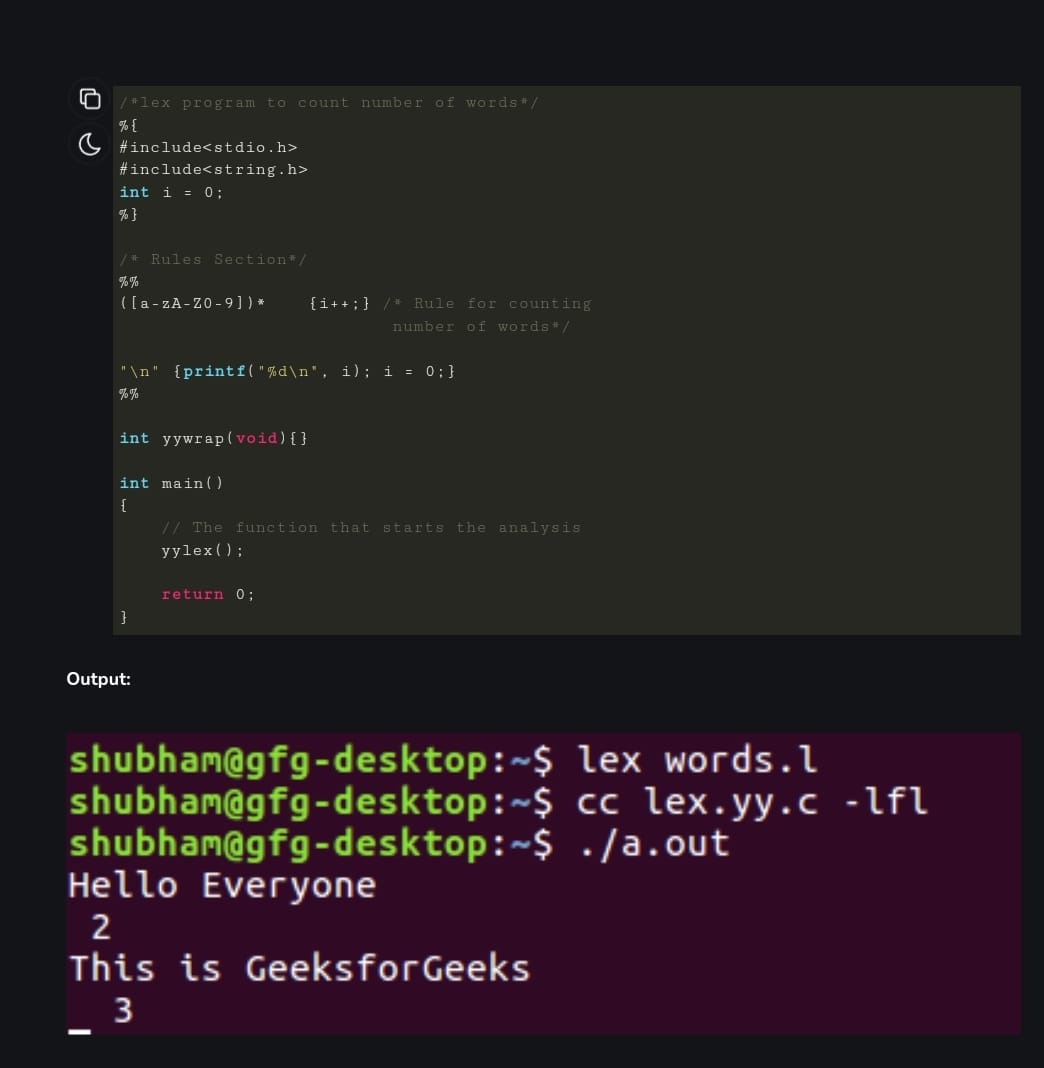 /*lex program to count number of words*/
%{
#include<stdio.h>
#include<string.h>
int i = 0;
%}
/* Rules Section*/
%%
([a-zA-Z0-9])*    {i++;} /* Rule for counting
number of words*/
"\n" {printf("%d\n", i); i = 0;}
%%
int yywrap(void){}
int main()
{
// The function that starts the analysis
yylex();
return 0;
}
Output:
shubham@gfg-desktop:~$ lex words.l
shubham@gfg-desktop:~$ cc lex.yy.c -lfl
shubham@gfg-desktop:~$ ./a.out
Hello Everyone
2
This is GeeksforGeeks
3